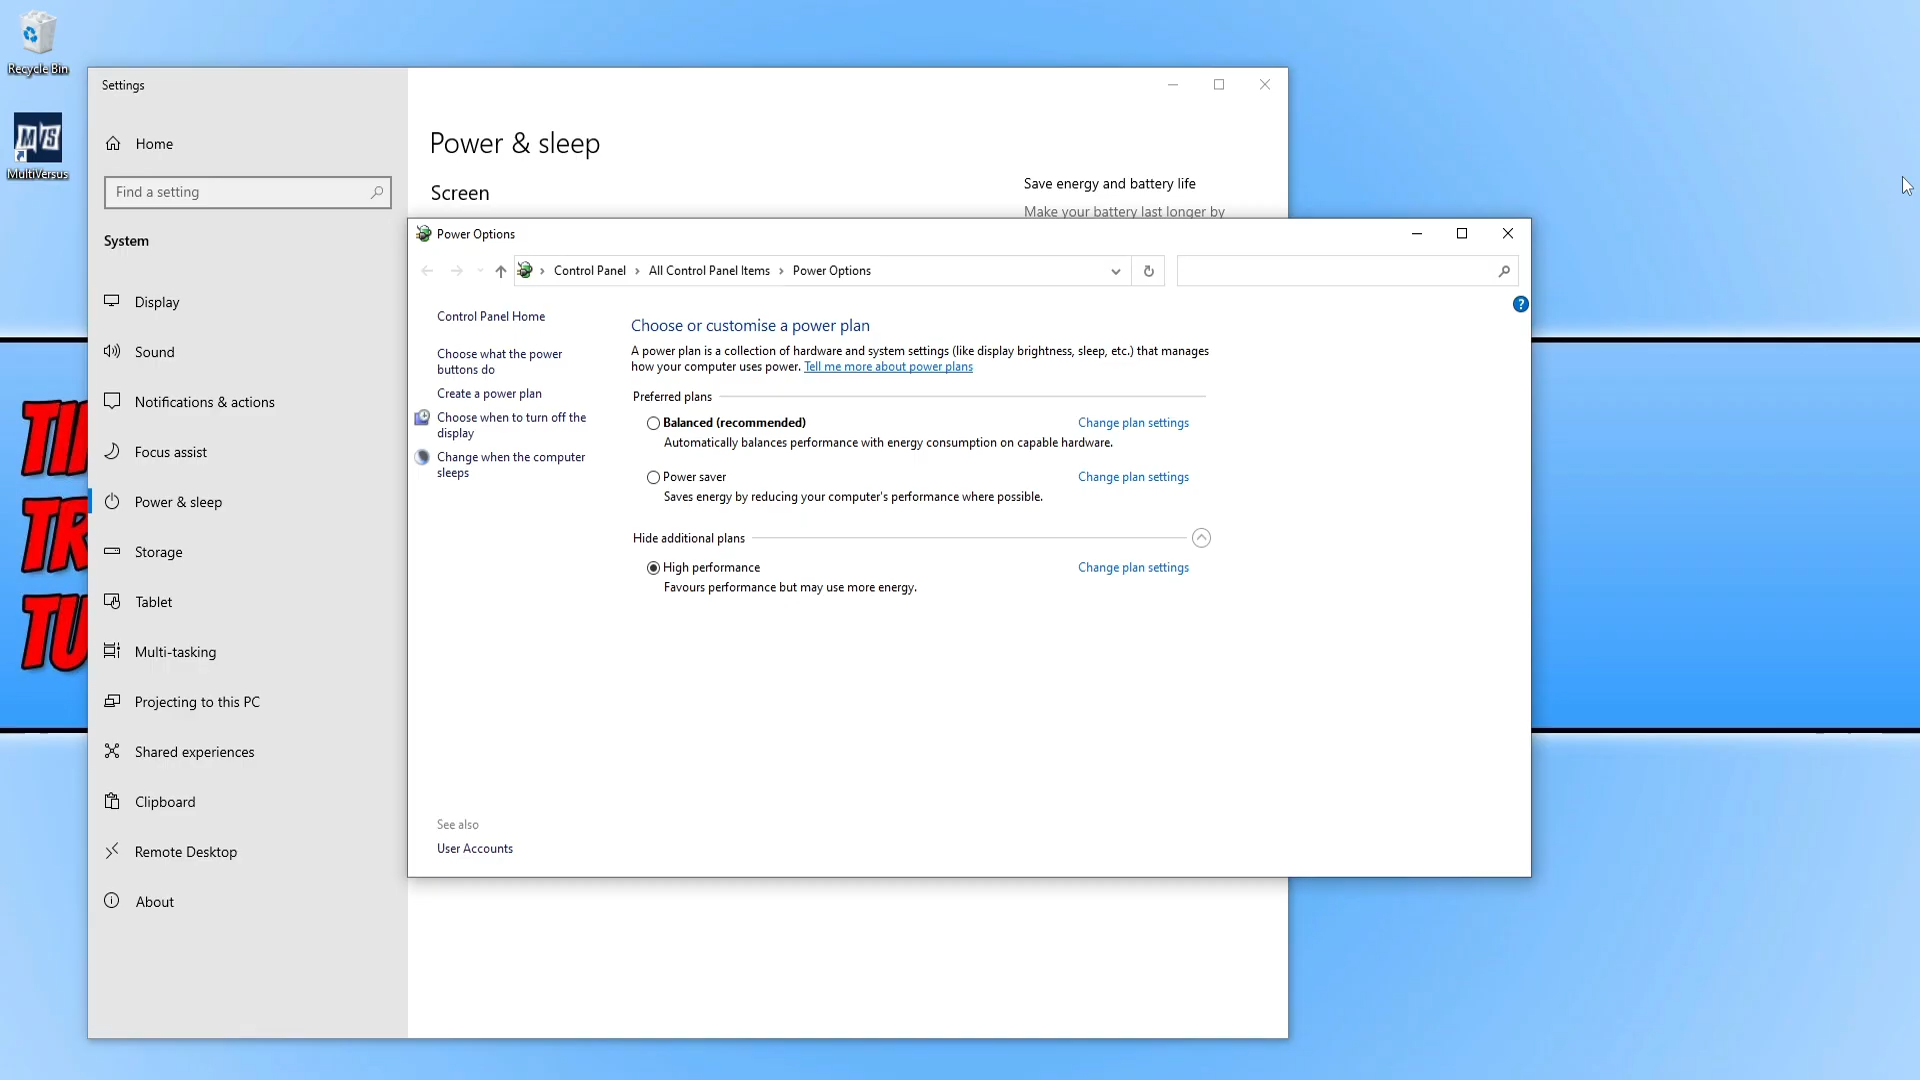 Recycle Bin
MultiVersus
Settings
Home
Find a setting
System
Display
Sound
Notifications & actions
Focus assist
Power & sleep
Storage
Tablet
Multi-tasking
Projecting to this PC
Shared experiences
Clipboard
Remote Desktop
About
Power & sleep
Screen
Save energy and battery life
Make your battery last longer by
Power Options
Control Panel › All Control Panel Items › Power Options
Control Panel Home
Choose what the power
buttons do
Create a power plan
Choose when to turn off the
display
Change when the computer
sleeps
See also
User Accounts
Choose or customise a power plan
A power plan is a collection of hardware and system settings (like display brightness, sleep, etc.) that manages
how your computer uses power. Tell me more about power plans
Preferred plans
Balanced (recommended) Change plan settings
Automatically balances performance with energy consumption on capable hardware.
Power saver Change plan settings
Saves energy by reducing your computer's performance where possible.
Hide additional plans
High performance Change plan settings
Favours performance but may use more energy.